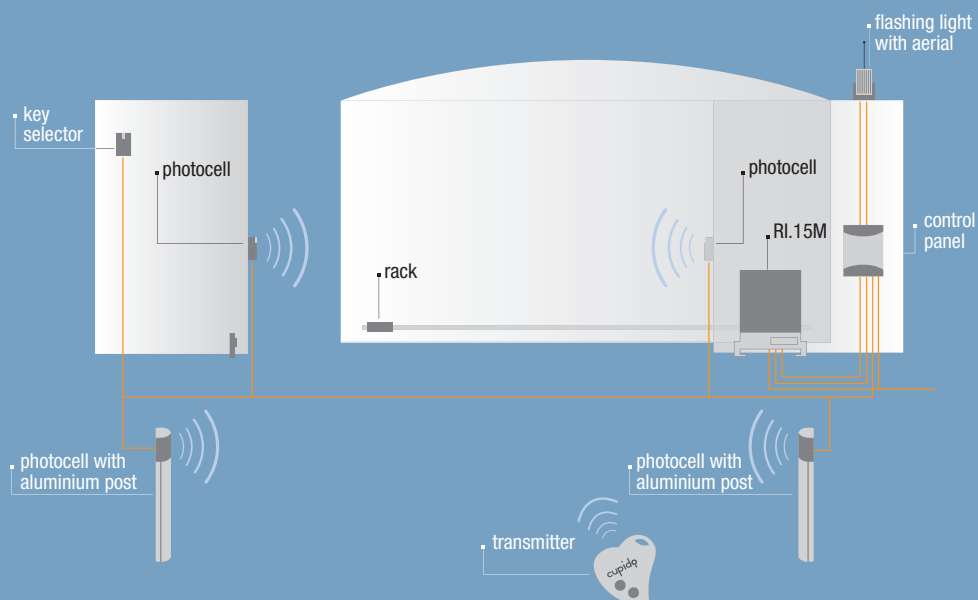 flashing light
with aerial
key
selector
photocell
photocell
RI.15M
control
panel
rack
photocell with
aluminium post
photocell with
aluminium post
transmitter
cupido